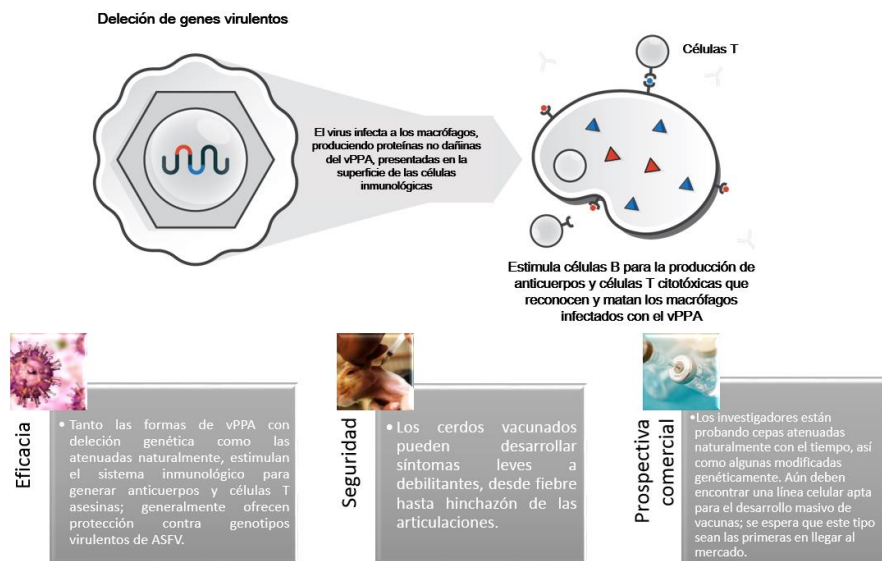 Deleción de genes virulentos
Células T
El virus infecta a los macrófagos,
produciendo proteínas no dañinas
del vPPA, presentadas en la
superficie de las células
inmunológicas
Estimula células B para la producción de
anticuerpos y células T citotóxicas que
reconocen y matan los macrófagos
infectados con el vPPA
Eficacia
• Tanto las formas de vPPA con
deleción genética como las
atenuadas naturalmente, estimulan
el sistema inmunológico para
generar anticuerpos y células T
asesinas; generalmente ofrecen
protección contra genotipos
virulentos de ASFV.
Seguridad
• Los cerdos vacunados
pueden desarrollar
síntomas leves a
debilitantes, desde fiebre
hasta hinchazón de las
articulaciones.
Prospectiva
comercial
•Los investigadores están
probando cepas atenuadas
naturalmente con el tiempo, así
como algunas modificadas
genéticamente. Aún deben
encontrar una línea celular apta
para el desarrollo masivo de
vacunas; se espera que este tipo
sean las primeras en llegar al
mercado.